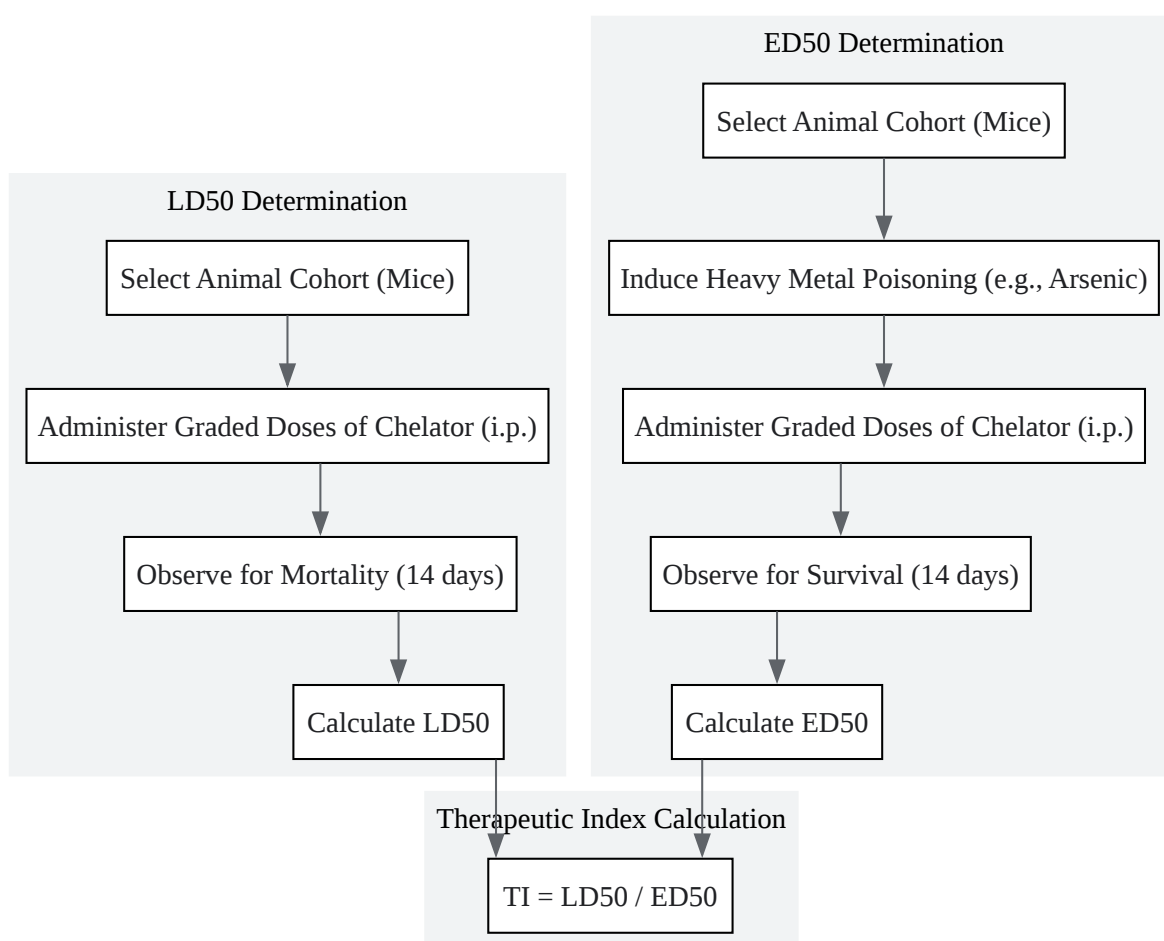 LD50 Determination
Select Animal Cohort (Mice)
Administer Graded Doses of Chelator (i.p.)
Observe for Mortality (14 days)
Calculate LD50
ED50 Determination
Select Animal Cohort (Mice)
Induce Heavy Metal Poisoning (e.g., Arsenic)
Administer Graded Doses of Chelator (i.p.)
Observe for Survival (14 days)
Calculate ED50
Therapeutic Index Calculation
TI = LD50 / ED50